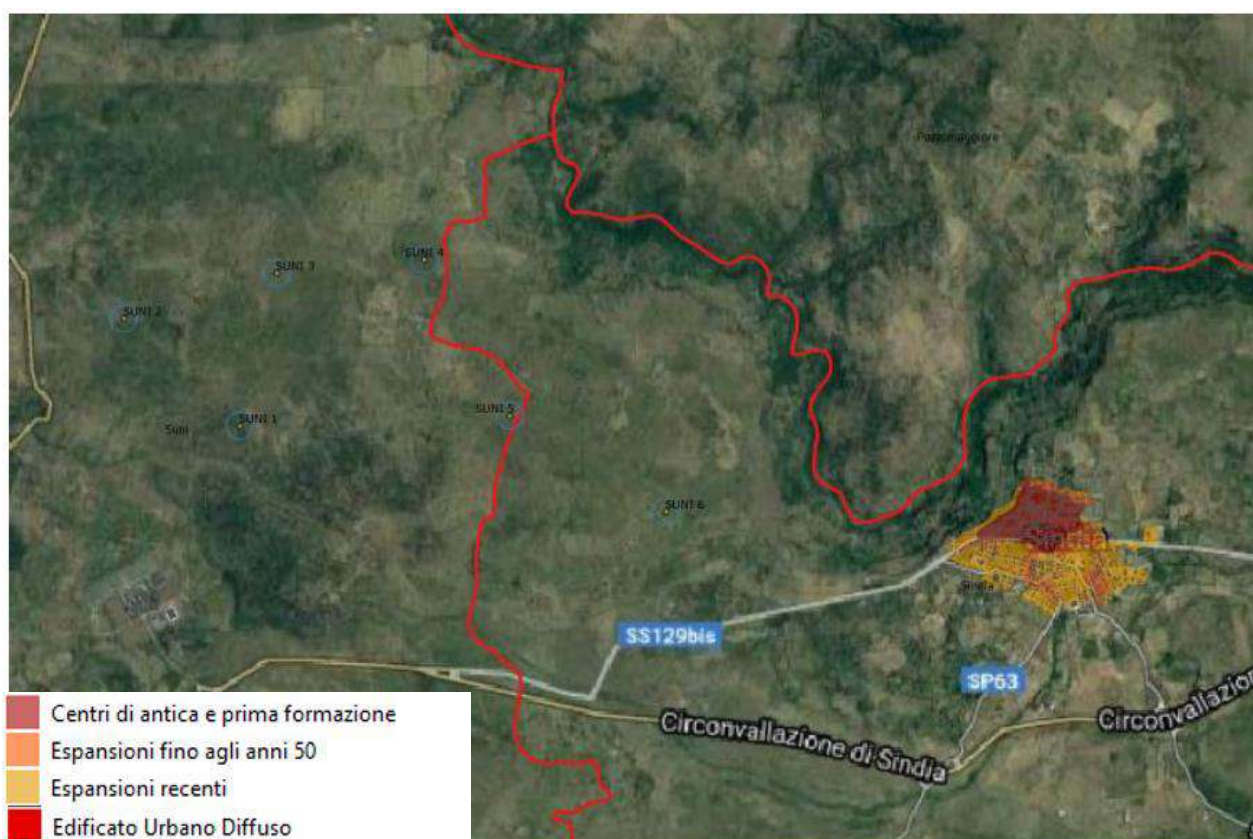 Pozzomaggiore
SUNI 4
SUNI 3
SUNI 2
SUNI 5
SUNI 1
Suni
SUNI 6
Sindia
SS129bis
SP63
Circonvallazione di Sindia
Circonvallazion
Centri di antica e prima formazione
Espansioni fino agli anni 50
Espansioni recenti
Edificato Urbano Diffuso